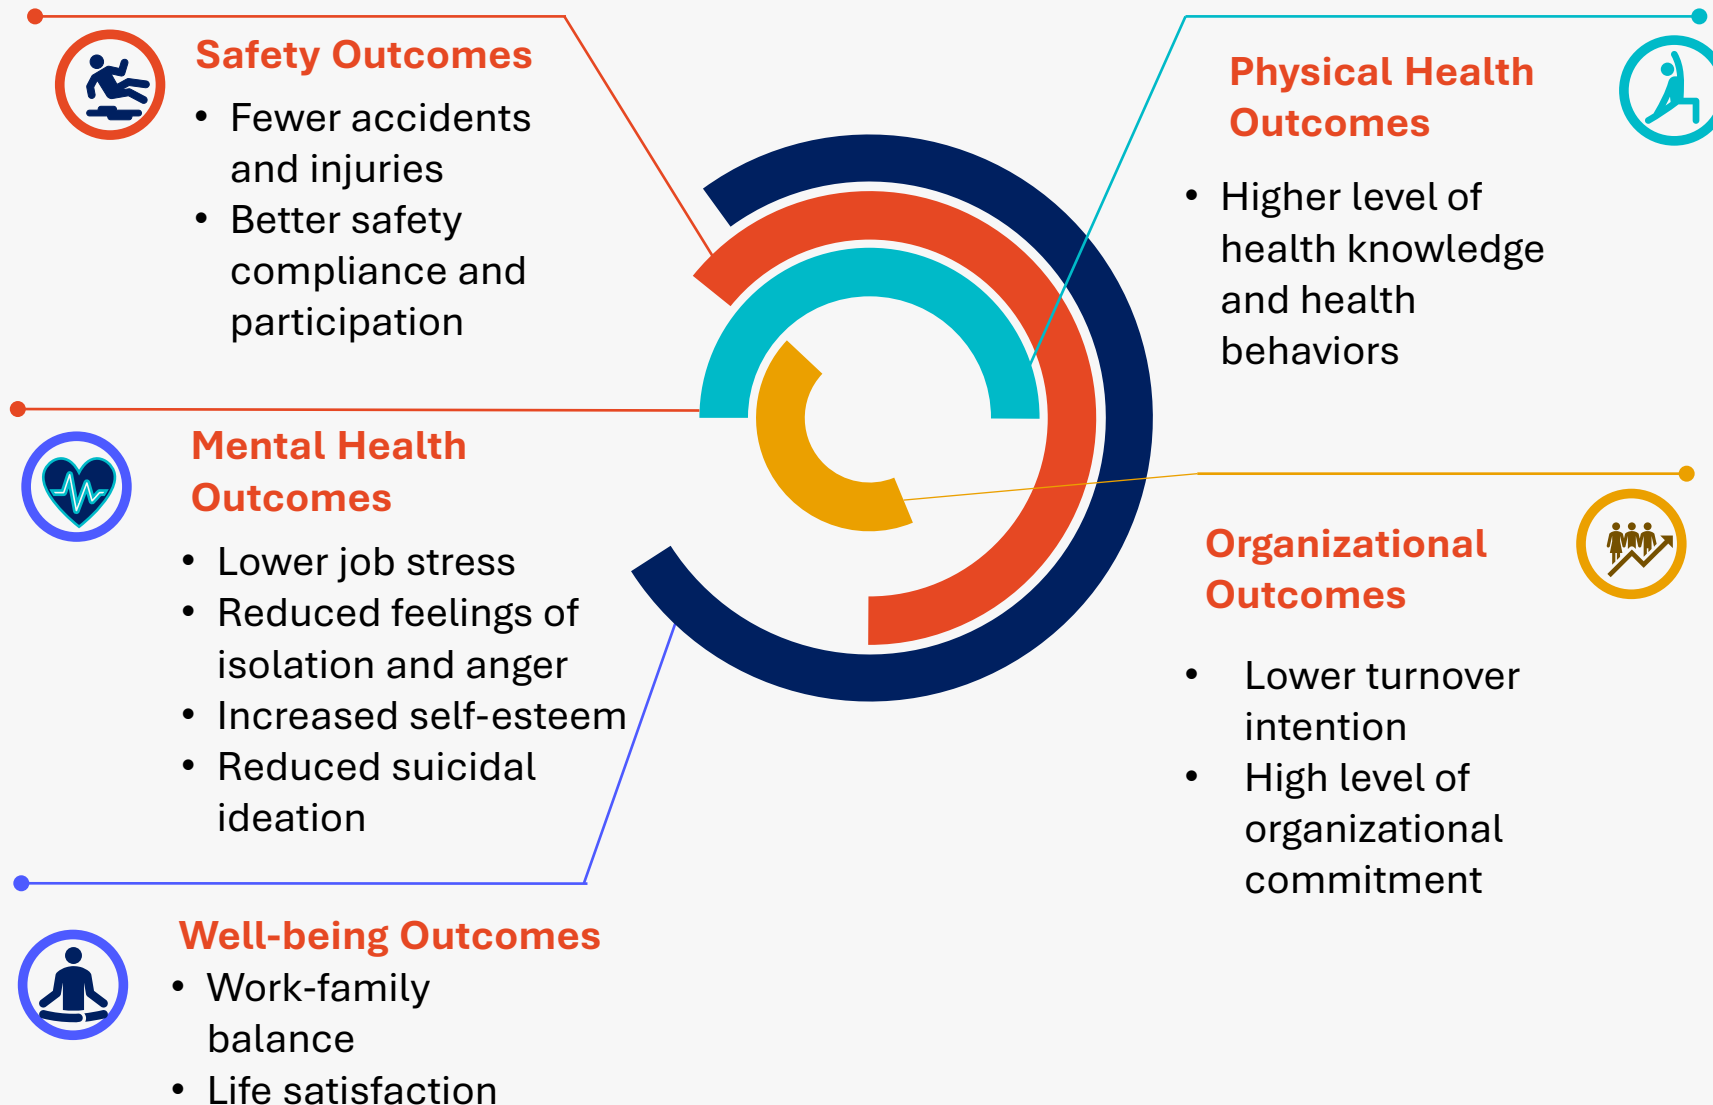 Safety Outcomes
• Fewer accidents
and injuries
• Better safety
compliance and
participation
Mental Health
Outcomes
• Lower job stress
• Reduced feelings of
isolation and anger
• Increased self-esteem
• Reduced suicidal
ideation
Well-being Outcomes
• Work-family
balance
• Life satisfaction
Physical Health
Outcomes
• Higher level of
health knowledge
and health
behaviors
Organizational
Outcomes
• Lower turnover
intention
• High level of
organizational
commitment